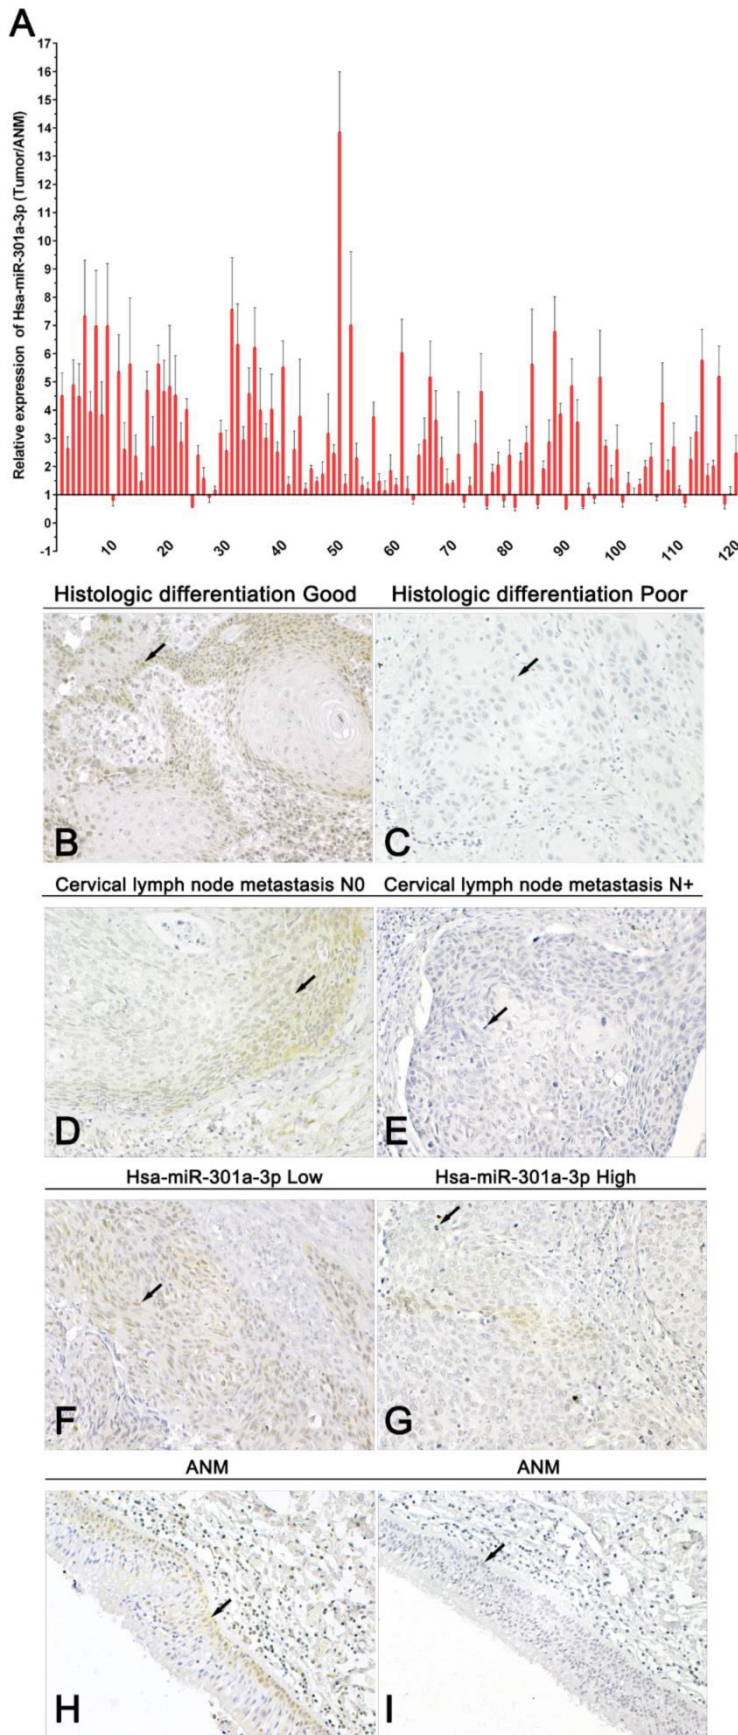 A
Relative expression of Hsa-miR-301a-3p (Tumor/ANM)
17
16
15
14
13
12
11
10
9
8
7
6
5
4
3
2
1
0
-1
10 20 30 40 50 60 70 80 90 100 110 120
Histologic differentiation Good Histologic differentiation Poor
B C
Cervical lymph node metastasis N0 Cervical lymph node metastasis N+
D E
Hsa-miR-301a-3p Low Hsa-miR-301a-3p High
F G
ANM ANM
H I